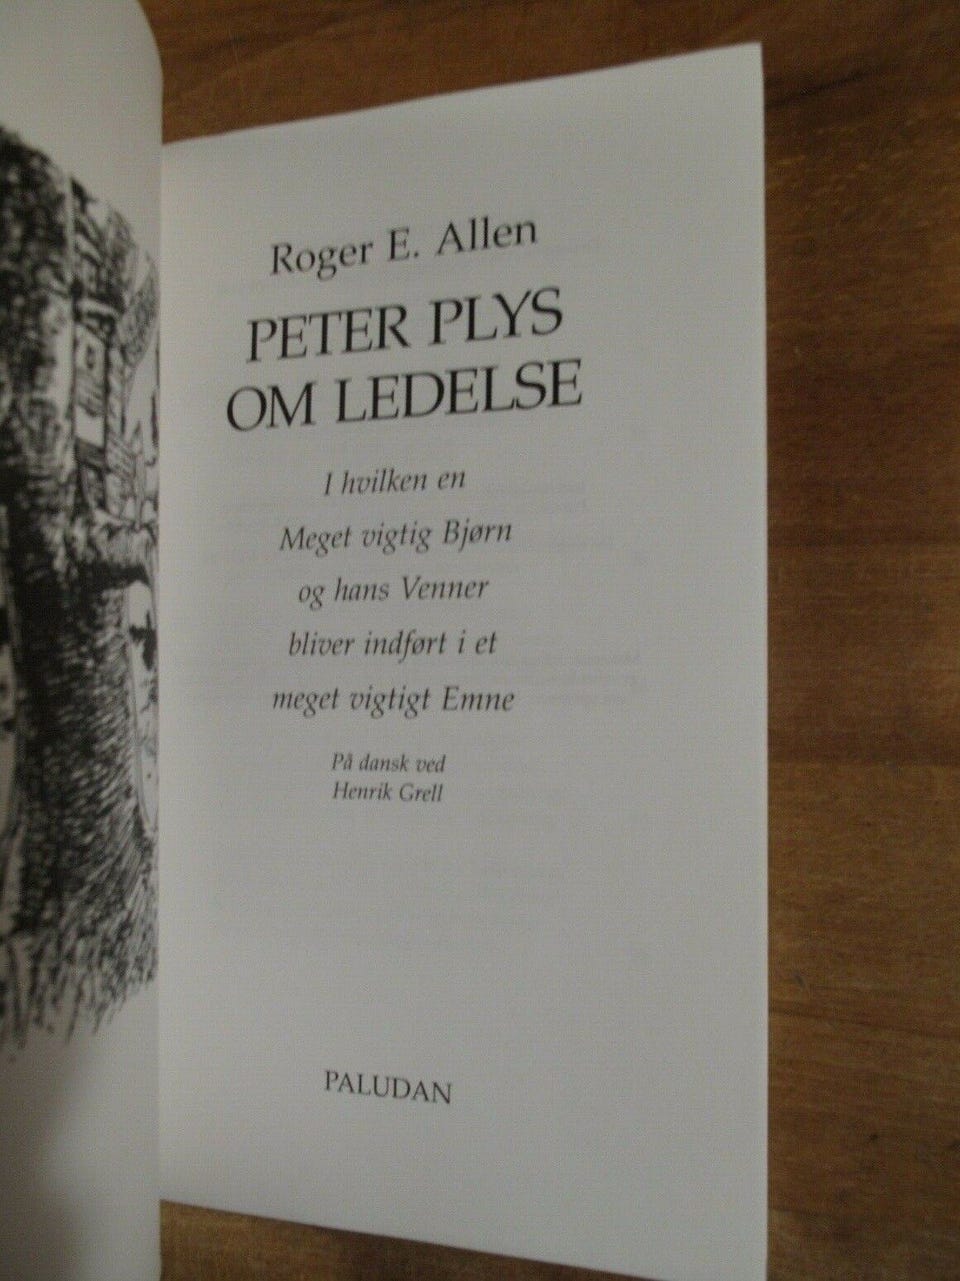 Roger E. Allen
PETER PLYS
OM LEDELSE
I hvilken en
Meget vigtig Bjørn
og hans Venner
bliver indført i et
meget vigtigt Emne
På dansk ved
Henrik Grell
PALUDAN